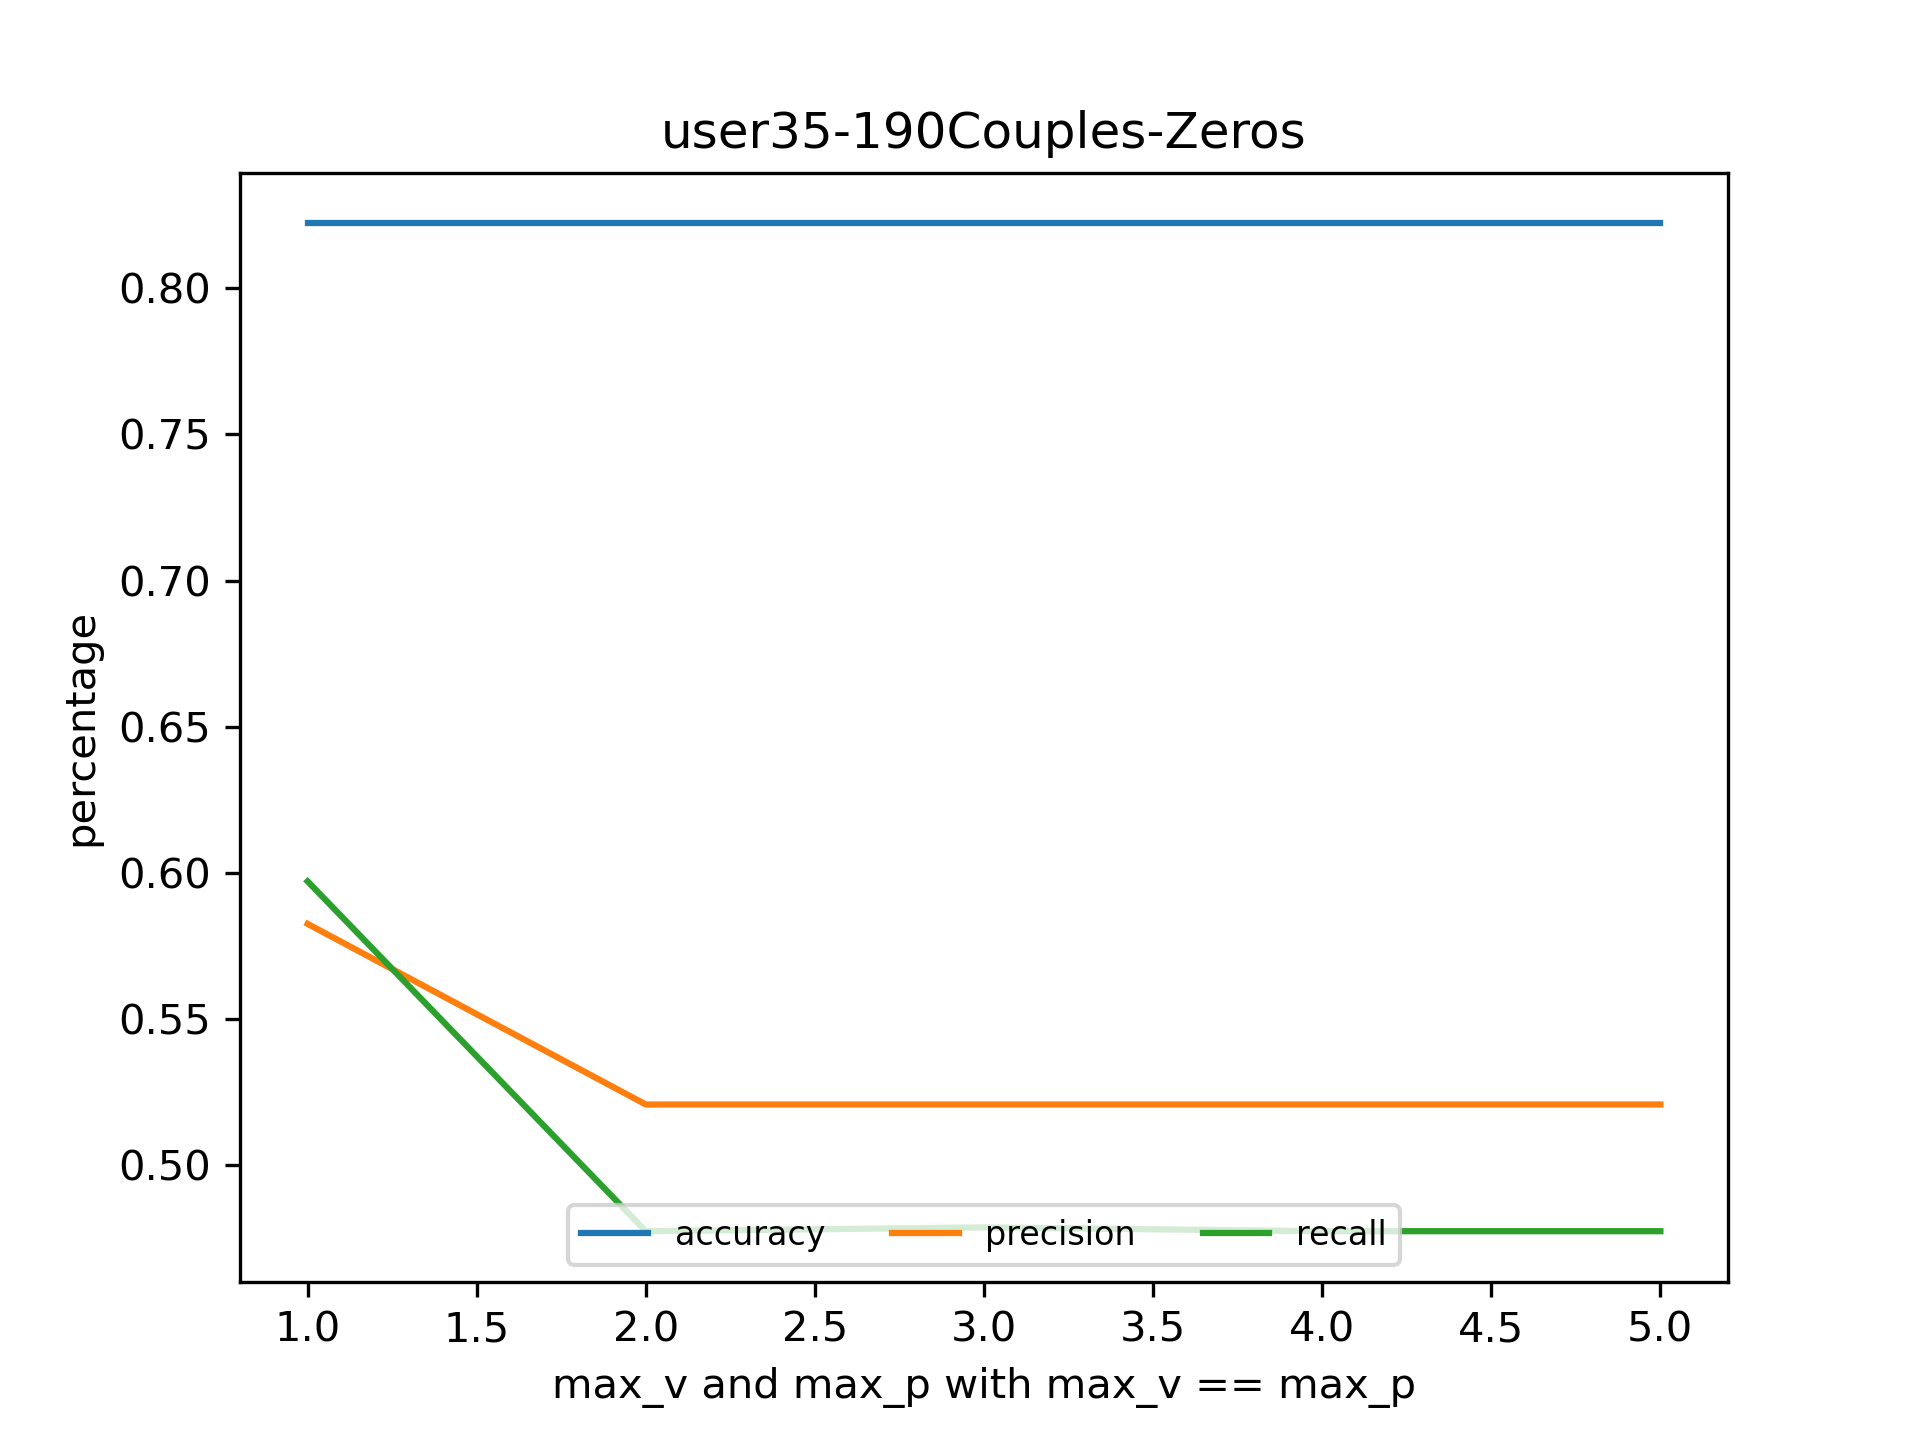 user35-190Couples-Zeros
percentage
0.80
0.75
0.70
0.65
0.60
0.55
0.50
accuracy precision recall
1.0 1.5 2.0 2.5 3.0 3.5 4.0 4.5 5.0
max_v and max_p with max_v == max_p